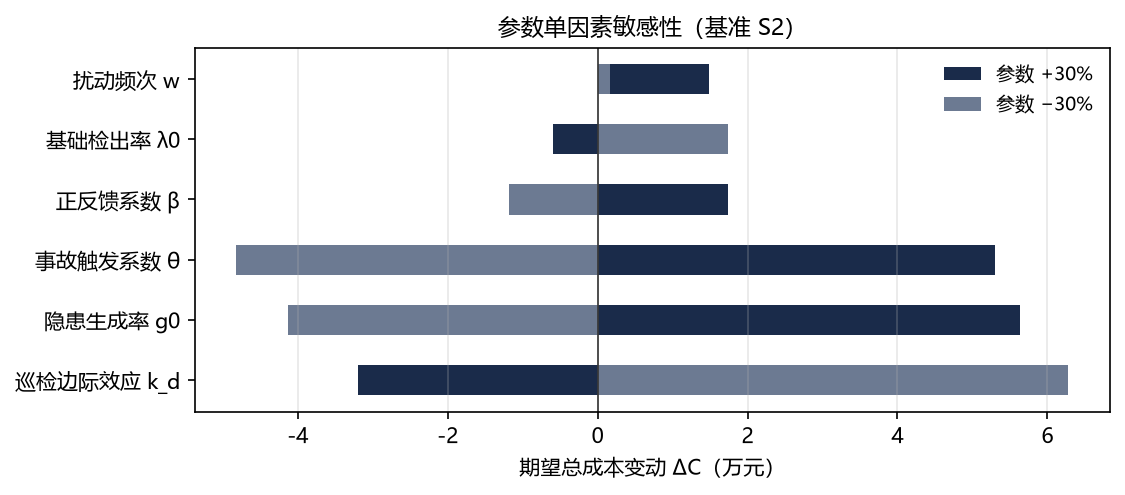 参数单因素敏感性（基准 S2）
扰动频次 w
基础检出率 λ0
正反馈系数 β
事故触发系数 θ
隐患生成率 g0
巡检边际效应 k_d
参数 +30%
参数 −30%
-4 -2 0 2 4 6
期望总成本变动 ΔC（万元）